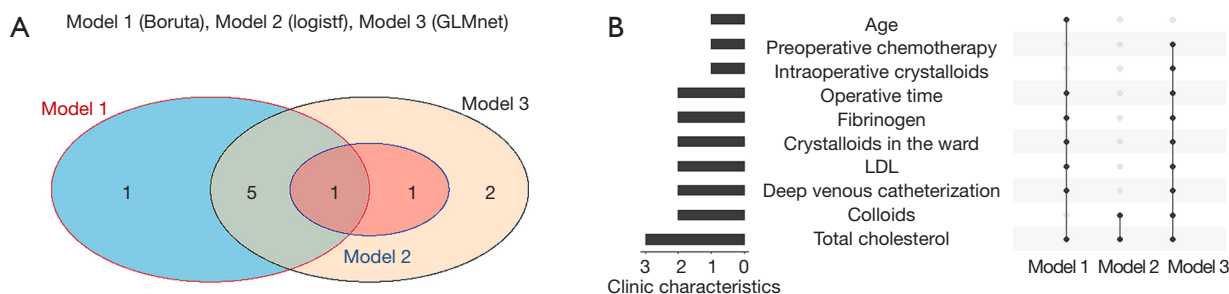 A
Model 1 (Boruta), Model 2 (logistf), Model 3 (GLMnet)
Model 1
Model 3
1
5
1
1
2
Model 2
B
Age
Preoperative chemotherapy
Intraoperative crystalloids
Operative time
Fibrinogen
Crystalloids in the ward
LDL
Deep venous catheterization
Colloids
Total cholesterol
3 2 1 0
Clinic characteristics
Model 1 Model 2 Model 3